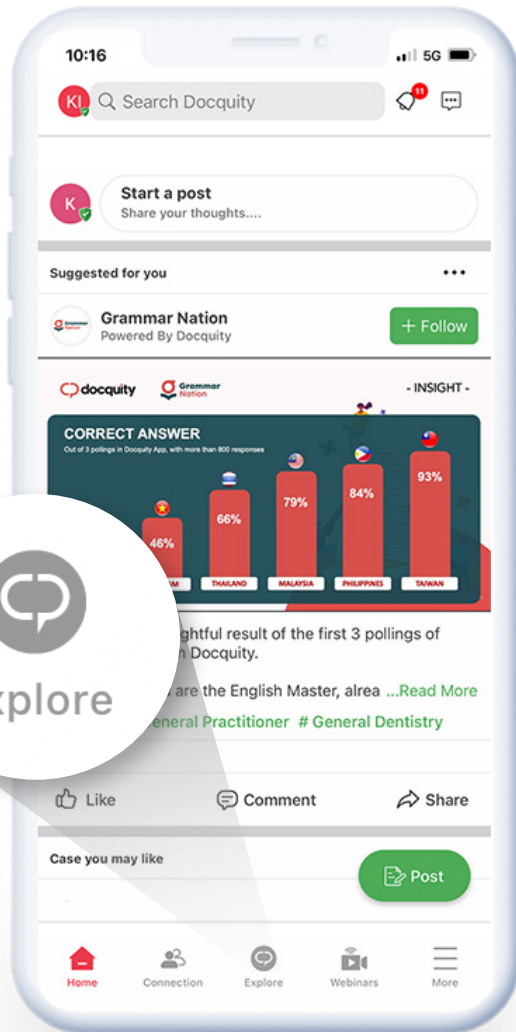 10:16
5G
KI
Search Docquity
11
K
Start a post
Share your thoughts....
Suggested for you
Grammar Nation
Powered By Docquity
+ Follow
docquity
Grammar
Nation
- INSIGHT -
CORRECT ANSWER
Out of 3 pollings in Docquity App, with more than 800 responses
46%
66%
79%
84%
93%
AM
THAILAND
MALAYSIA
PHILIPPINES
TAIWAN
xplore
ghtful result of the first 3 pollings of
n Docquity.
are the English Master, alrea ...Read More
eneral Practitioner # General Dentistry
Like
Comment
Share
Case you may like
Post
Home
Connection
Explore
Webinars
More